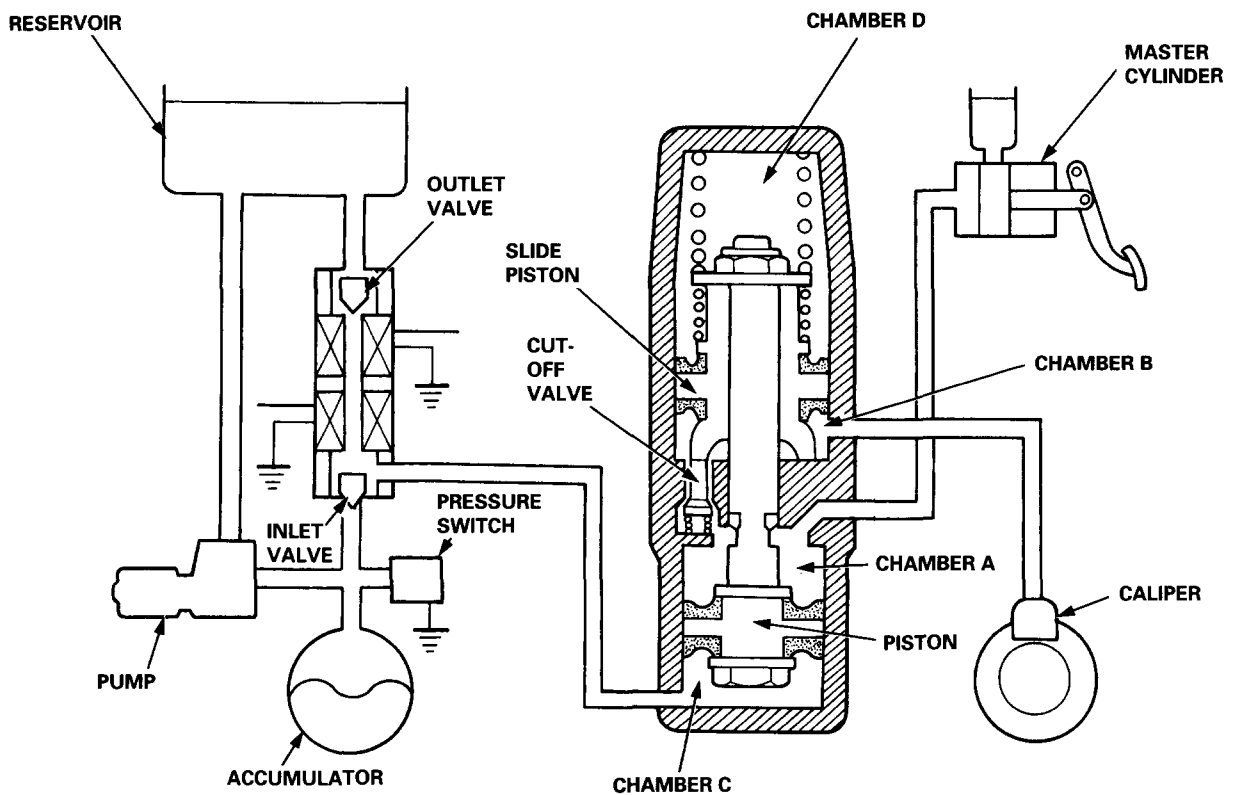 RESERVOIR
CHAMBER D
MASTER
CYLINDER
OUTLET
VALVE
SLIDE
PISTON
CUT-
OFF
VALVE
CHAMBER B
INLET
VALVE
PRESSURE
SWITCH
CHAMBER A
CALIPER
PISTON
PUMP
ACCUMULATOR
CHAMBER C